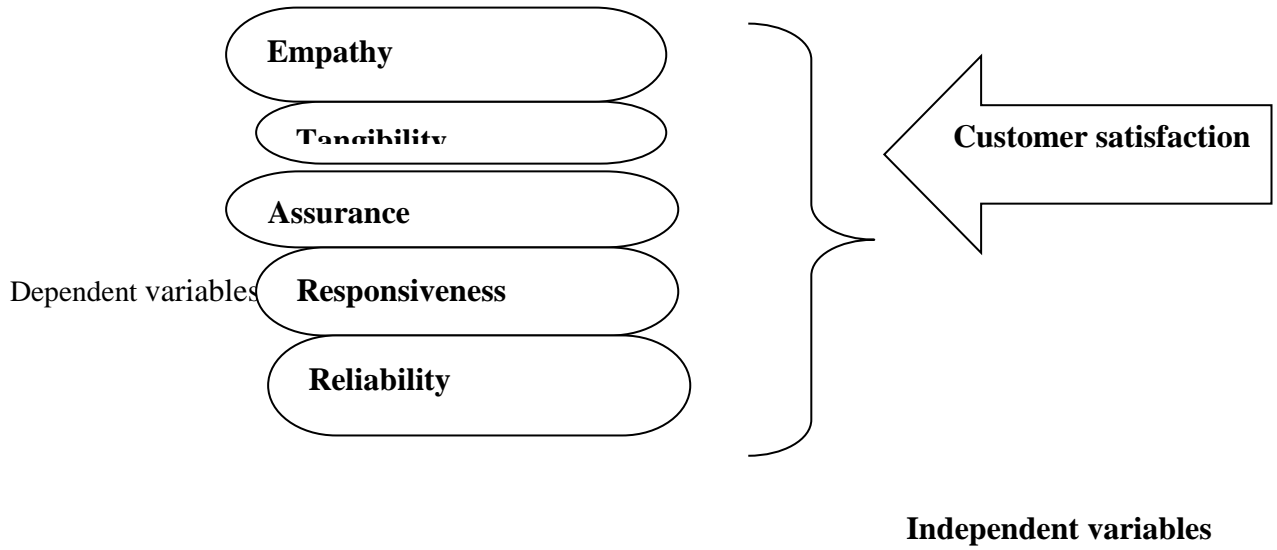 Empathy
Tangibility
Customer satisfaction
Assurance
Dependent variables
Responsiveness
Reliability
Independent variables